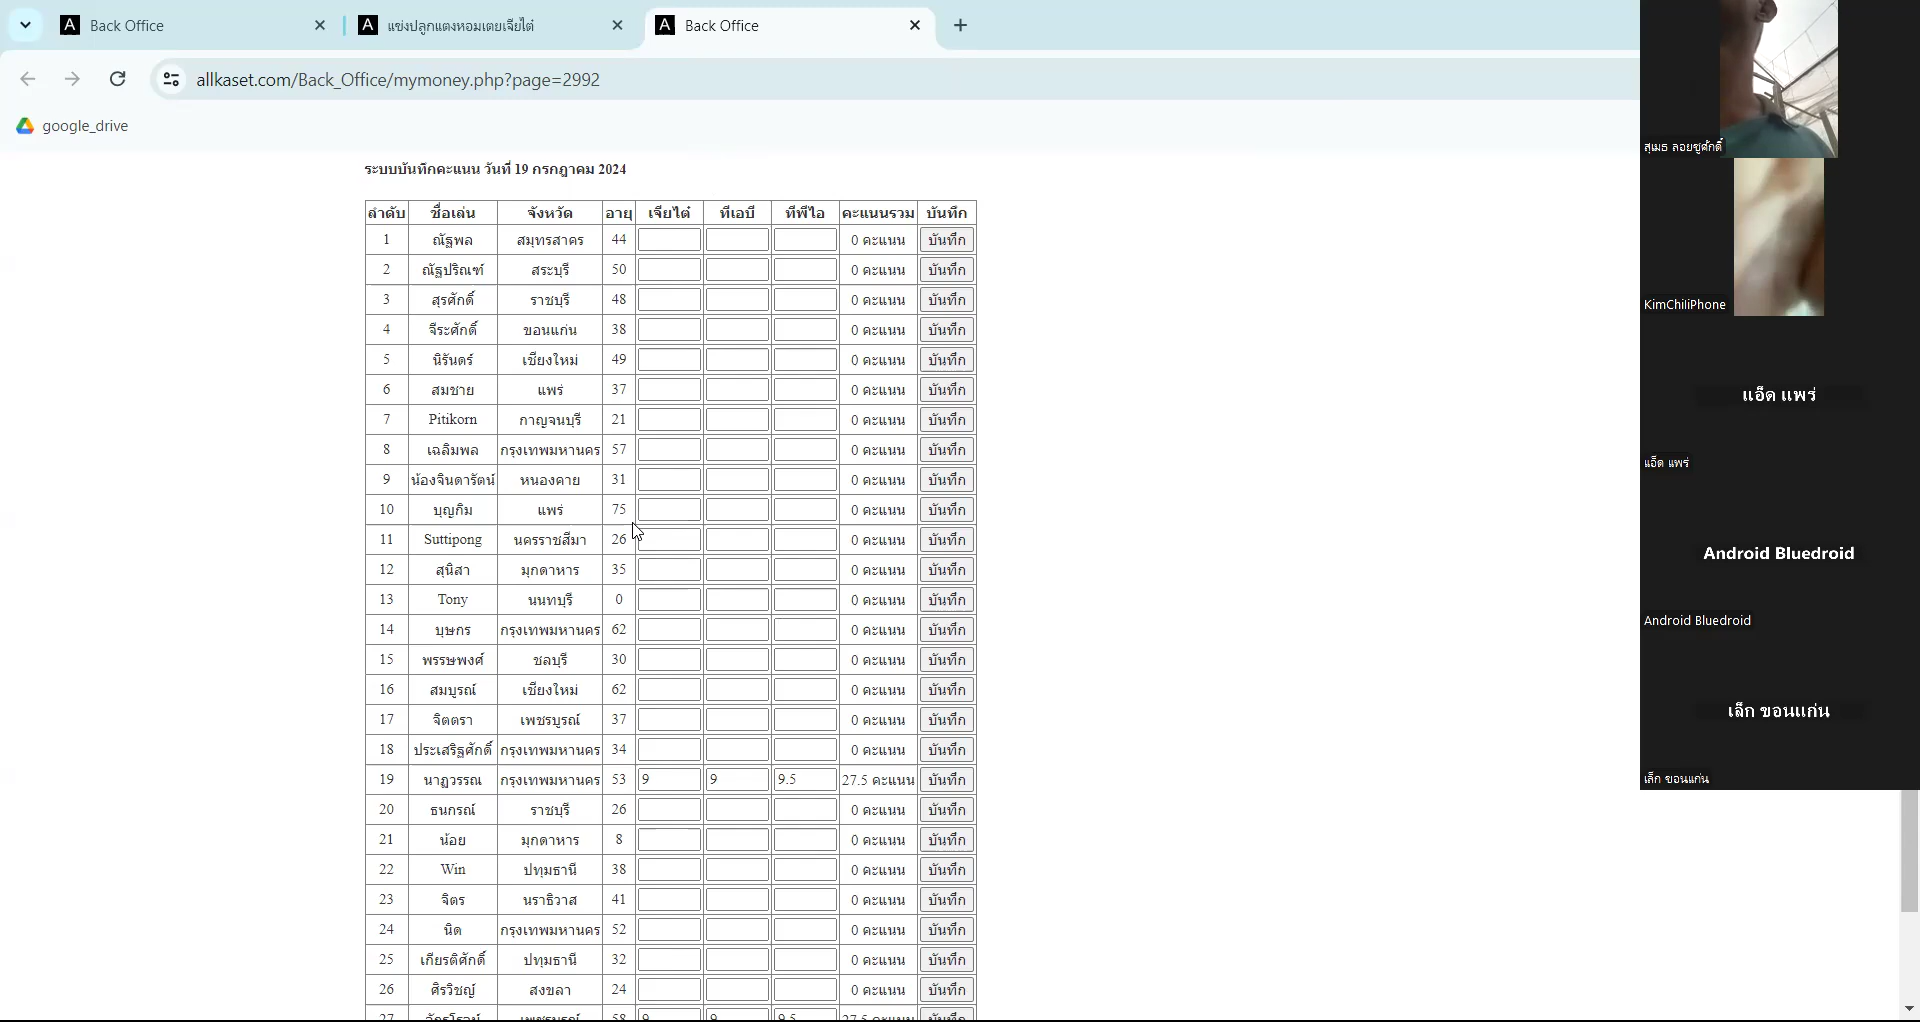 Back Office
แข่งปลูกแตงหอมเตยเจียไต๋
Back Office
allkaset.com/Back_Office/mymoney.php?page=2992
google_drive
ระบบบันทึกคะแนน วันที่ 19 กรกฎาคม 2024
ลำดับ ชื่อเล่น จังหวัด อายุ เจียไต๋ ทีเอบี ทีพีไอ คะแนนรวม บันทึก
1 ณัฐพล สมุทรสาคร 44 0 คะแนน บันทึก
2 ณัฐปริณฑ์ สระบุรี 50 0 คะแนน บันทึก
3 สุรศักดิ์ ราชบุรี 48 0 คะแนน บันทึก
4 จีระศักดิ์ ขอนแก่น 38 0 คะแนน บันทึก
5 นิรันดร์ เชียงใหม่ 49 0 คะแนน บันทึก
6 สมชาย แพร่ 37 0 คะแนน บันทึก
7 Pitikorn กาญจนบุรี 21 0 คะแนน บันทึก
8 เฉลิมพล กรุงเทพมหานคร 57 0 คะแนน บันทึก
9 น้องจินดารัตน์ หนองคาย 31 0 คะแนน บันทึก
10 บุญกิม แพร่ 75 0 คะแนน บันทึก
11 Suttipong นครราชสีมา 26 0 คะแนน บันทึก
12 สุนิสา มุกดาหาร 35 0 คะแนน บันทึก
13 Tony นนทบุรี 0 0 คะแนน บันทึก
14 บุษกร กรุงเทพมหานคร 62 0 คะแนน บันทึก
15 พรรษพงศ์ ชลบุรี 30 0 คะแนน บันทึก
16 สมบูรณ์ เชียงใหม่ 62 0 คะแนน บันทึก
17 จิตตรา เพชรบูรณ์ 37 0 คะแนน บันทึก
18 ประเสริฐศักดิ์ กรุงเทพมหานคร 34 0 คะแนน บันทึก
19 นาฏวรรณ กรุงเทพมหานคร 53 9 9 9.5 27.5 คะแนน บันทึก
20 ธนกรณ์ ราชบุรี 26 0 คะแนน บันทึก
21 น้อย มุกดาหาร 8 0 คะแนน บันทึก
22 Win ปทุมธานี 38 0 คะแนน บันทึก
23 จิตร นราธิวาส 41 0 คะแนน บันทึก
24 นิด กรุงเทพมหานคร 52 0 คะแนน บันทึก
25 เกียรติศักดิ์ ปทุมธานี 32 0 คะแนน บันทึก
26 ศิรวิชญ์ สงขลา 24 0 คะแนน บันทึก
27 เพชรบูรณ์ 58 9 9 9.5 27.5 คะแนน บันทึก
สุเมธ ลอยชูศักดิ์
KimChiliPhone
แอ็ด แพร่
แอ็ด แพร่
Android Bluedroid
Android Bluedroid
เล็ก ขอนแก่น
เล็ก ขอนแก่น